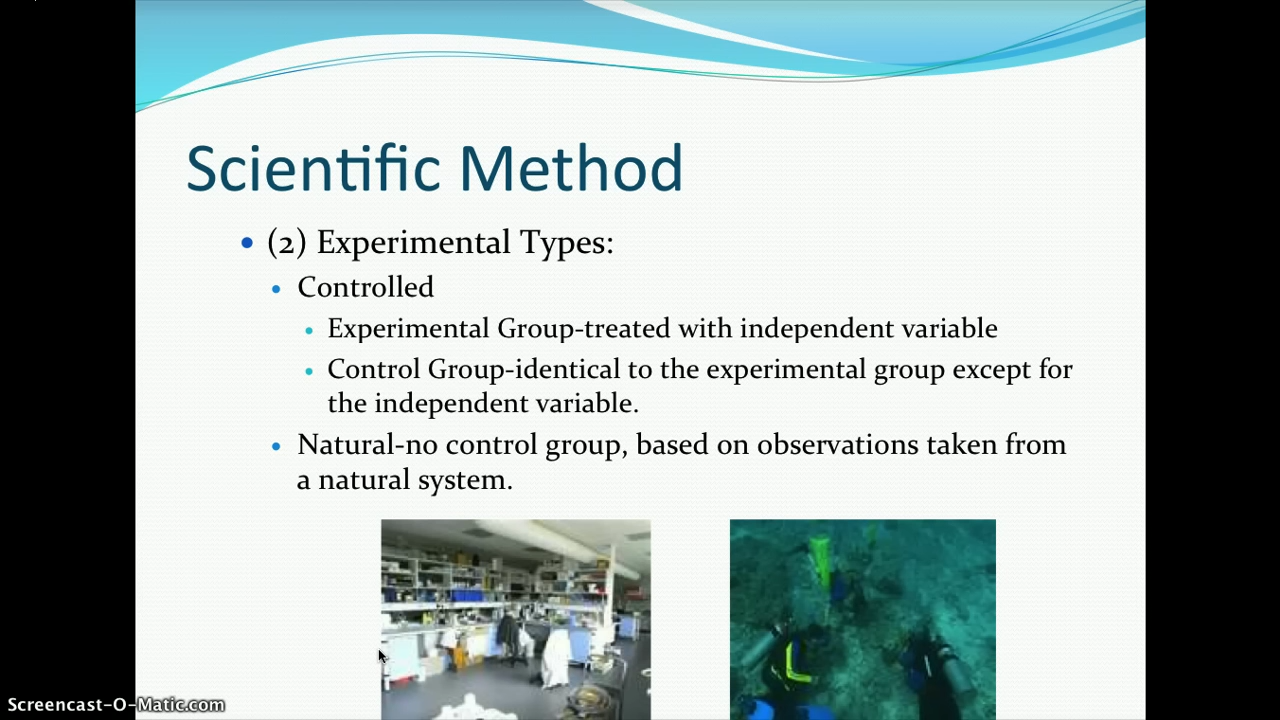 Scientific Method
• (2) Experimental Types:
• Controlled
• Experimental Group-treated with independent variable
• Control Group-identical to the experimental group except for
the independent variable.
• Natural-no control group, based on observations taken from
a natural system.
Screencast-O-Matic.com